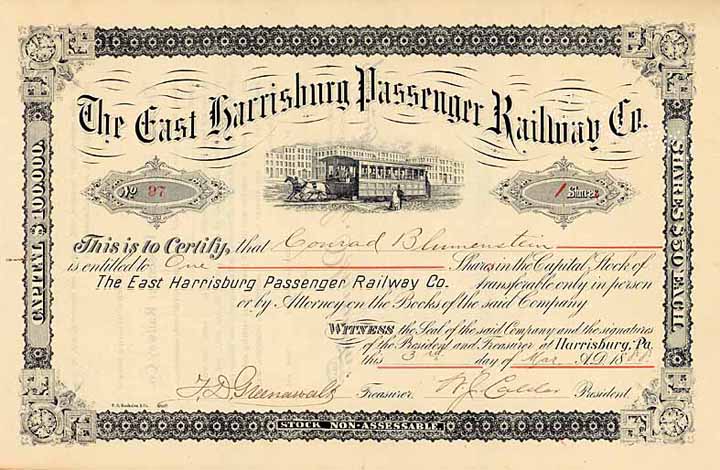 The East Harrisburg Passenger Railway Co.
CAPITAL $100,000.
SHARES $50 EACH.
No 97
1 Shares
This is to Certify, that Conrad Blumenstein
is entitled to One Shares in the Capital Stock of
The East Harrisburg Passenger Railway Co. transferable only in person
or by Attorney on the Books of the said Company
WITNESS the Seal of the said Company and the signatures
of the President and Treasurer at Harrisburg, Pa.
this 3rd day of Mar A.D. 1888
F. D. Greenawalt Treasurer. President.
STOCK NON-ASSESSABLE.